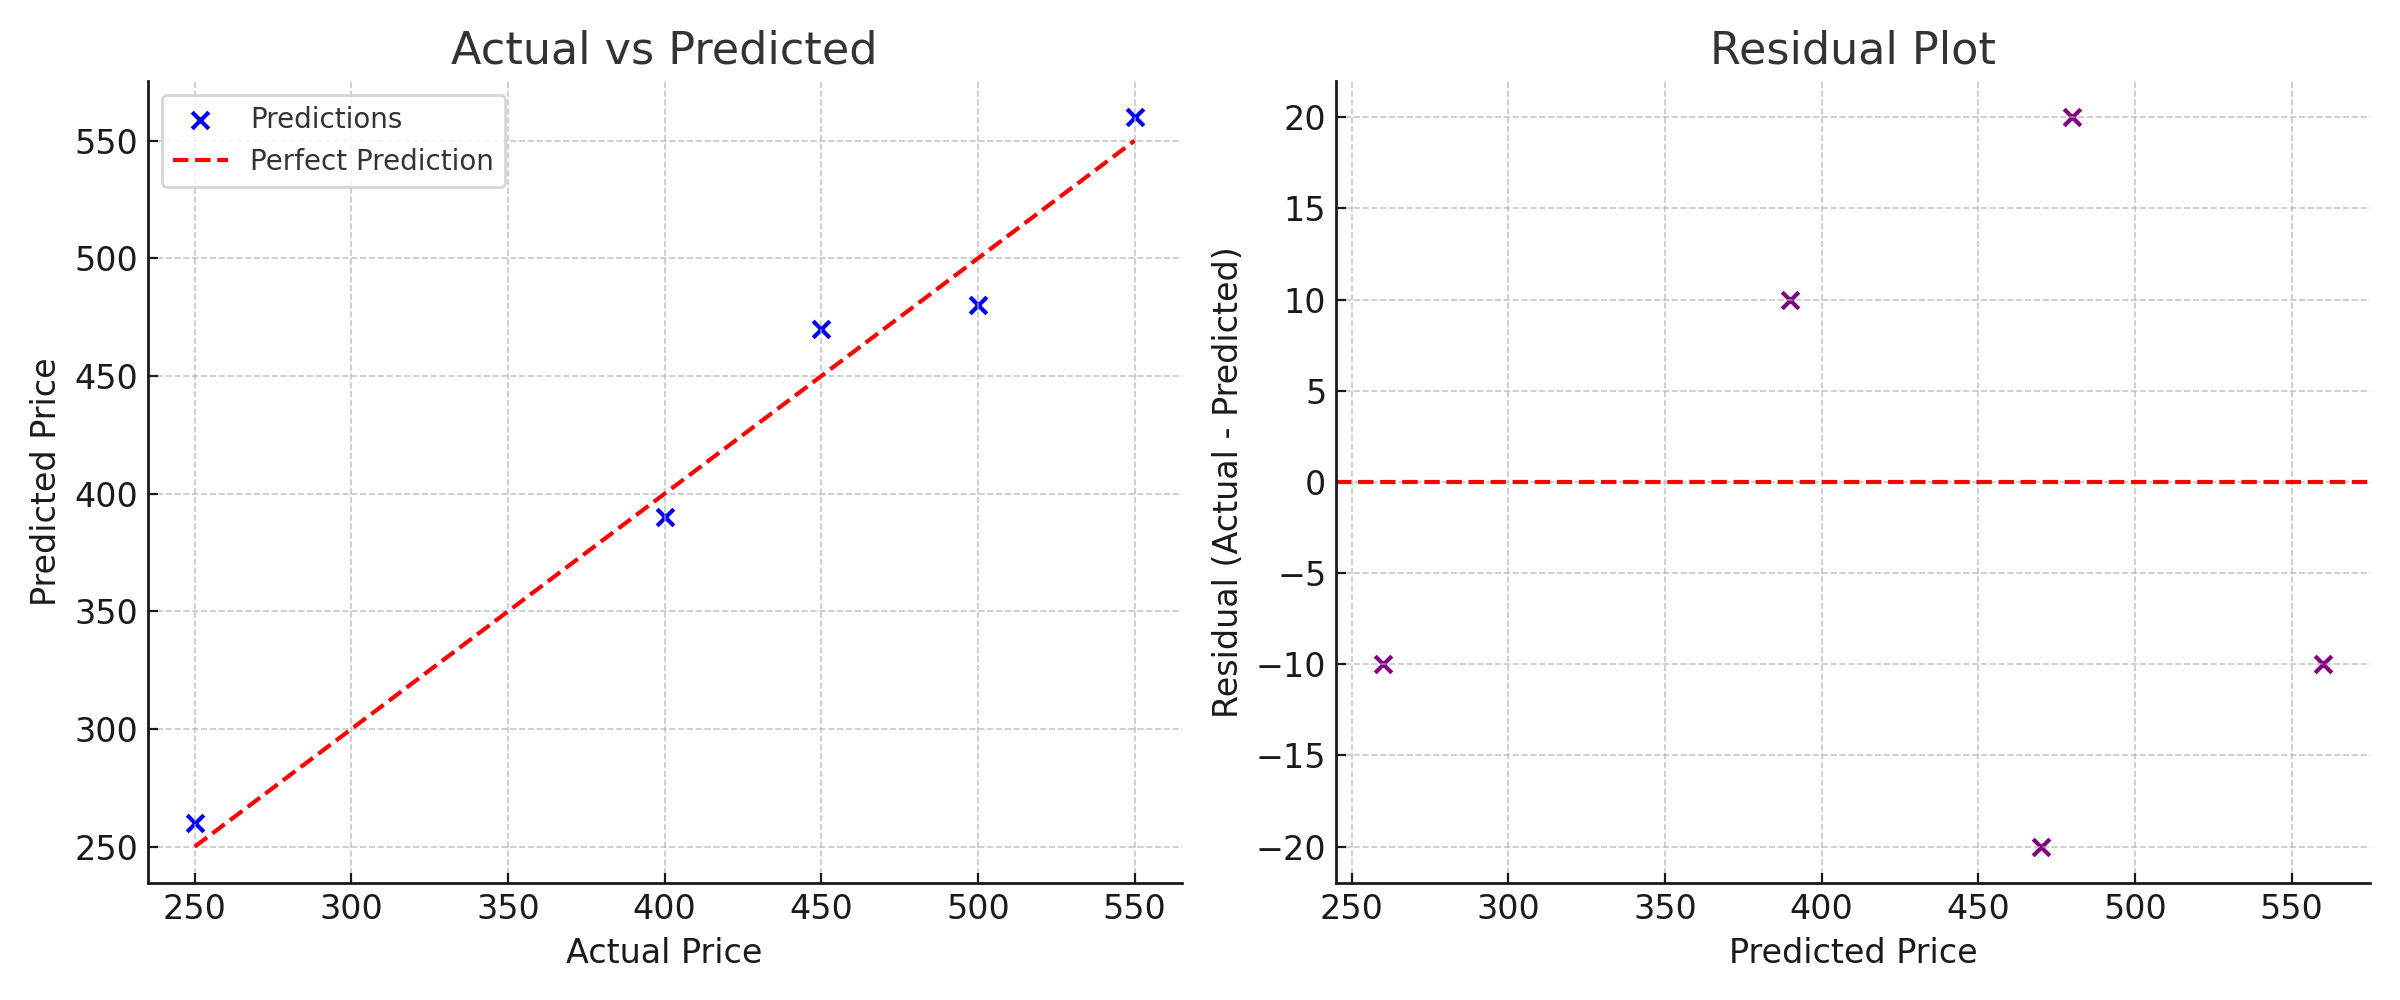 Actual vs Predicted
Predictions
Perfect Prediction
550
500
450
400
350
300
250
Predicted Price
250 300 350 400 450 500 550
Actual Price
Residual Plot
20
15
10
5
0
−5
−10
−15
−20
Residual (Actual - Predicted)
250 300 350 400 450 500 550
Predicted Price